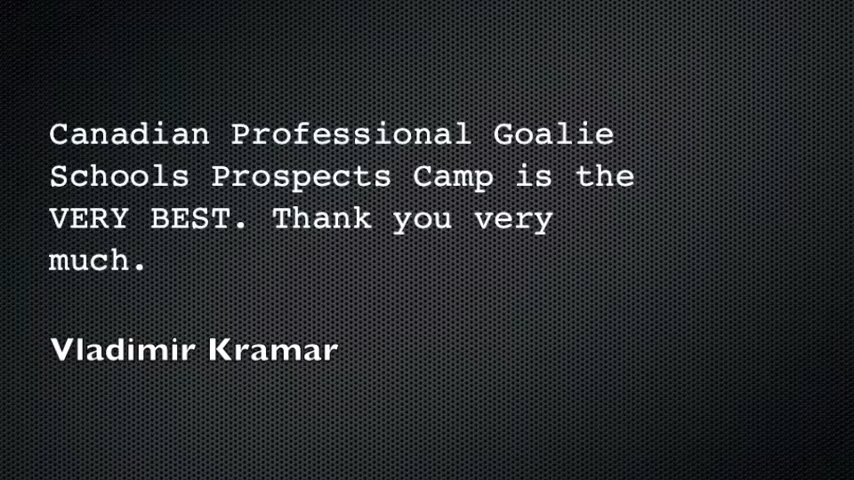 Canadian Professional Goalie
Schools Prospects Camp is the
VERY BEST. Thank you very
much.
Vladimir Kramar